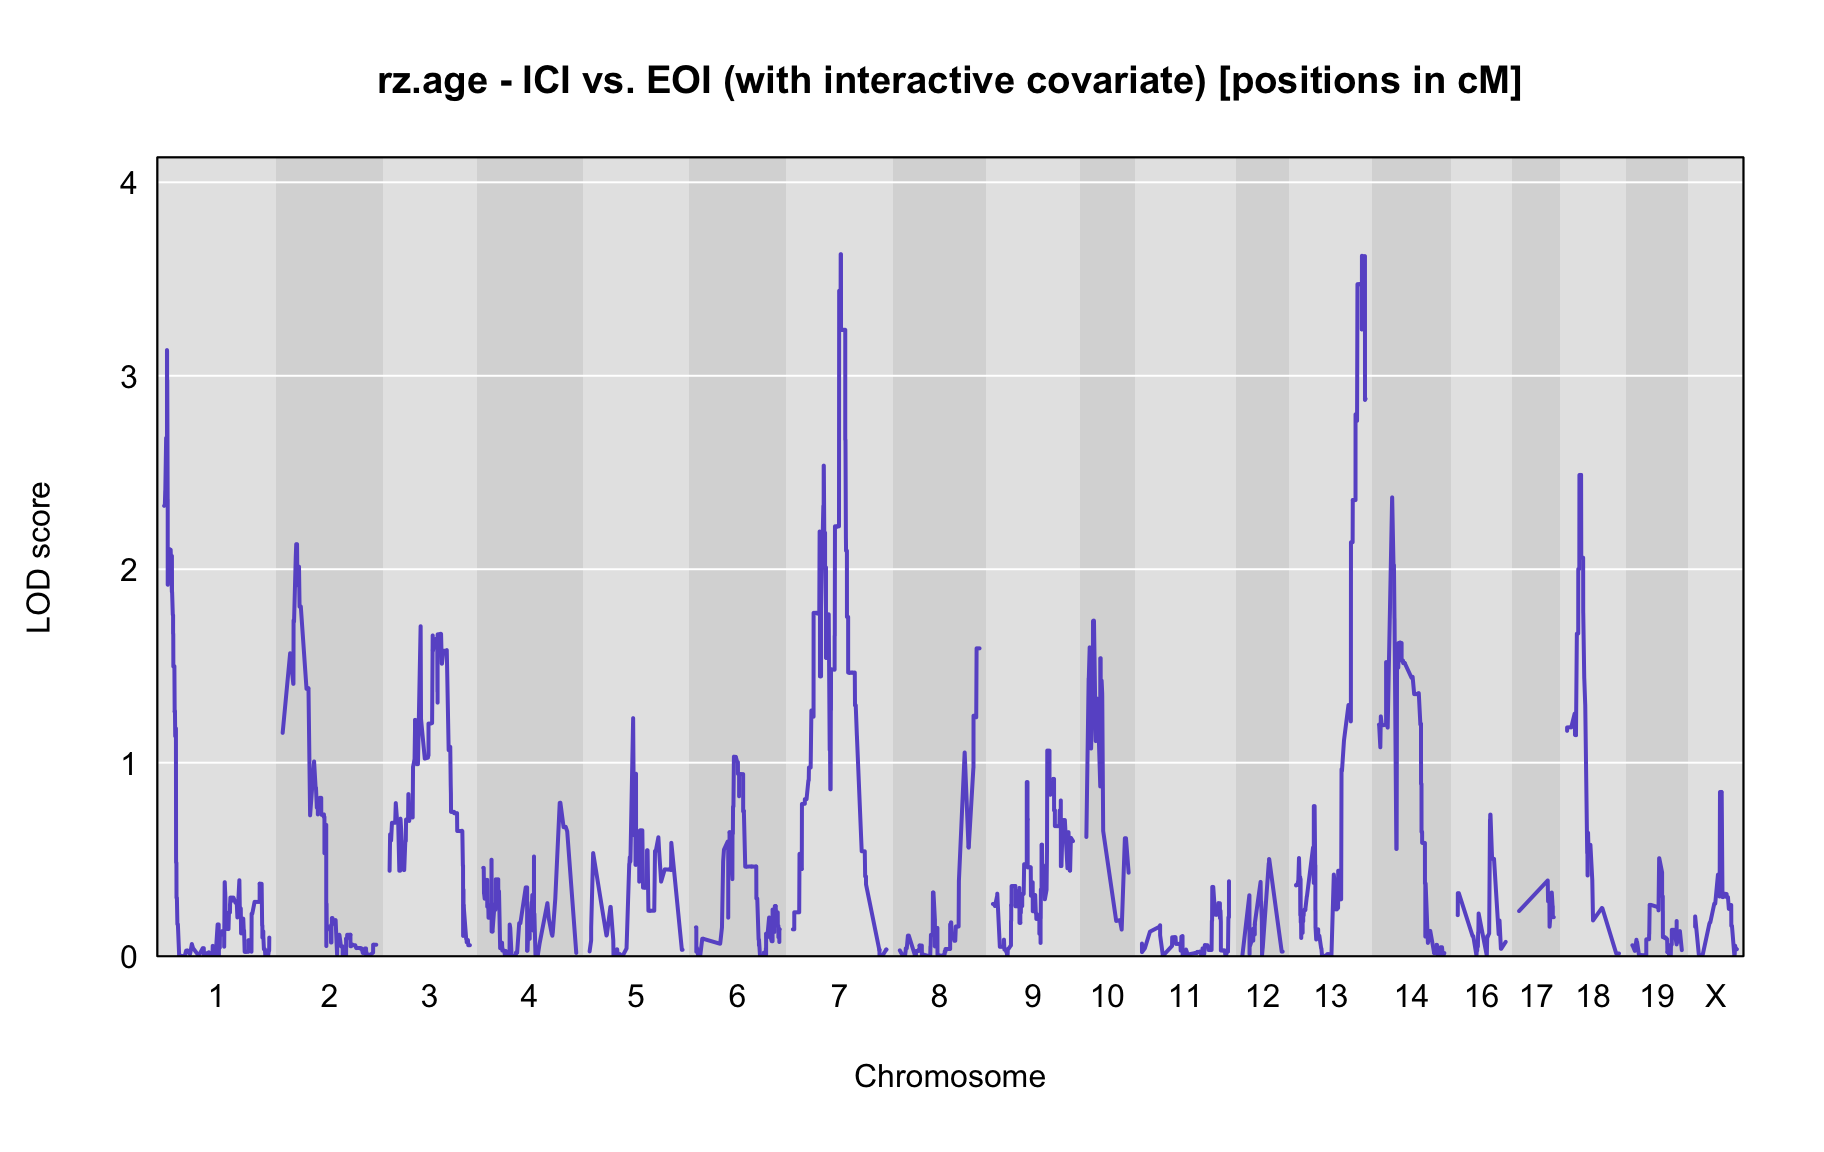 rz.age - ICI vs. EOI (with interactive covariate) [positions in cM]
4
3
2
1
0
LOD score
1 2 3 4 5 6 7 8 9 10 11 12 13 14 16 17 18 19 X
Chromosome